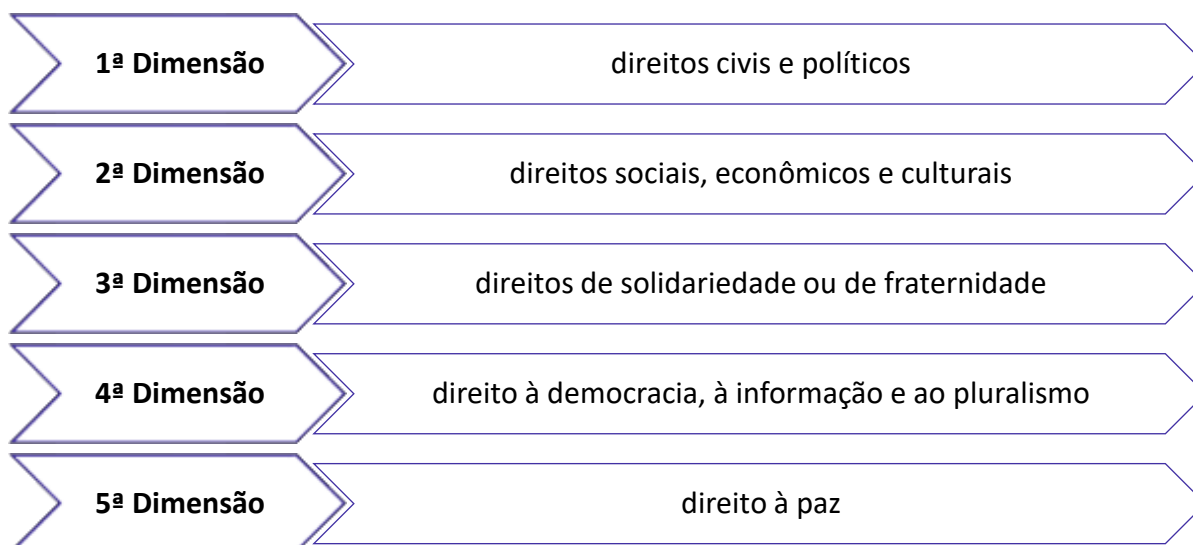 1ª Dimensão direitos civis e políticos
2ª Dimensão direitos sociais, econômicos e culturais
3ª Dimensão direitos de solidariedade ou de fraternidade
4ª Dimensão direito à democracia, à informação e ao pluralismo
5ª Dimensão direito à paz